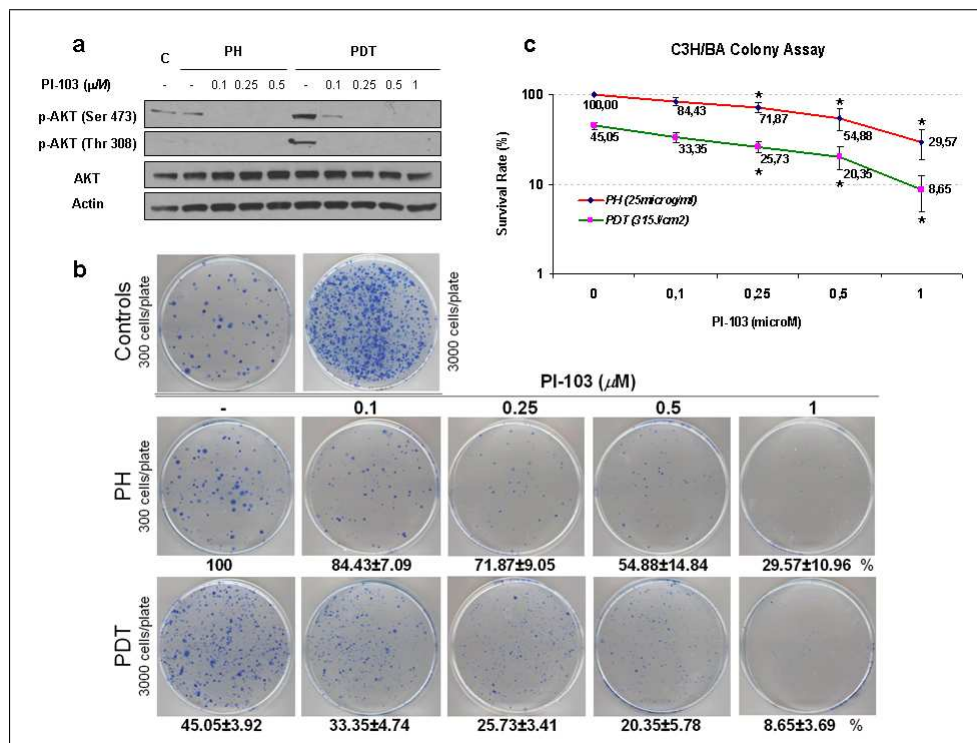 a
C PH PDT
PI-103 (µM) - - 0.1 0.25 0.5 - 0.1 0.25 0.5 1
p-AKT (Ser 473)
p-AKT (Thr 308)
AKT
Actin
c
C3H/BA Colony Assay
Survival Rate (%)
100
10
1
100,00
84,43
71,87
54,88
29,57
45,05
33,35
25,73
20,35
8,65
* * *
* * *
PH (25microg/ml)
PDT (315J/cm2)
0 0,1 0,25 0,5 1
PI-103 (microM)
b
Controls
300 cells/plate
3000 cells/plate
PI-103 (µM)
- 0.1 0.25 0.5 1
PH
300 cells/plate
100 84.43±7.09 71.87±9.05 54.88±14.84 29.57±10.96 %
PDT
3000 cells/plate
45.05±3.92 33.35±4.74 25.73±3.41 20.35±5.78 8.65±3.69 %